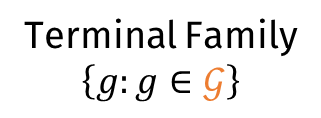 Terminal Family
{𝑔: 𝑔 ∈ 𝒢}